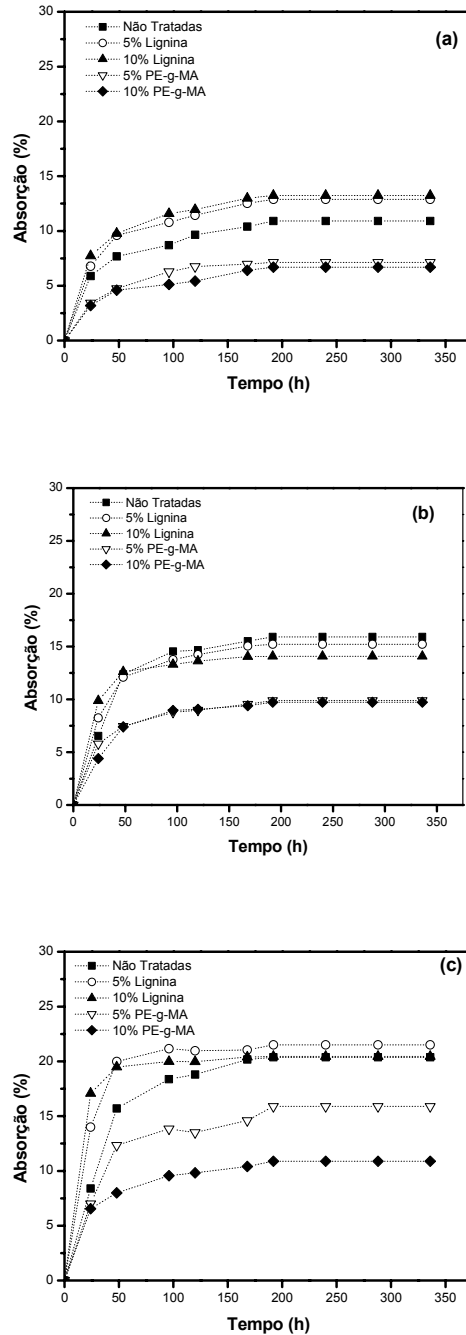 (a)
Não Tratadas
5% Lignina
10% Lignina
5% PE-g-MA
10% PE-g-MA
Absorção (%)
30
25
20
15
10
5
0
0 50 100 150 200 250 300 350
Tempo (h)
(b)
Não Tratadas
5% Lignina
10% Lignina
5% PE-g-MA
10% PE-g-MA
Absorção (%)
30
25
20
15
10
5
0
0 50 100 150 200 250 300 350
Tempo (h)
(c)
Não Tratadas
5% Lignina
10% Lignina
5% PE-g-MA
10% PE-g-MA
Absorção (%)
30
25
20
15
10
5
0
0 50 100 150 200 250 300 350
Tempo (h)